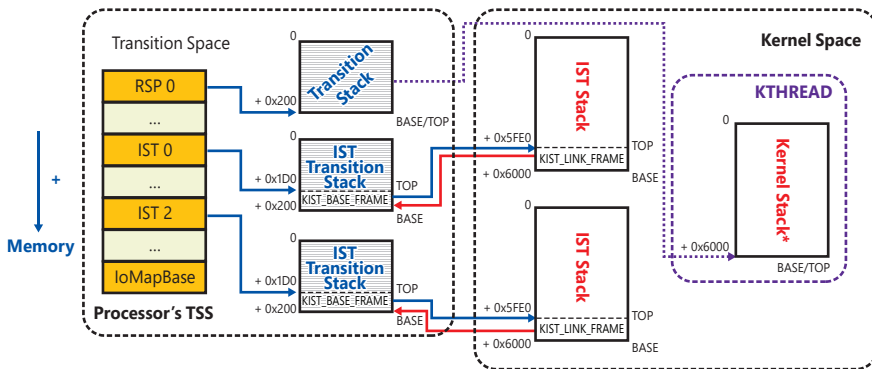 Transition Space
RSP 0
...
IST 0
...
IST 2
...
IoMapBase
Processor's TSS
+
Memory
0
Transition
Stack
+ 0x200
BASE/TOP
0
IST
Transition
Stack
+ 0x1D0
TOP
KIST_BASE_FRAME
+ 0x200
BASE
0
IST
Transition
Stack
+ 0x1D0
TOP
KIST_BASE_FRAME
+ 0x200
BASE
Kernel Space
0
IST Stack
+ 0x5FE0
TOP
KIST_LINK_FRAME
+ 0x6000
BASE
0
IST Stack
+ 0x5FE0
TOP
KIST_LINK_FRAME
+ 0x6000
BASE
KTHREAD
0
Kernel Stack*
+ 0x6000
BASE/TOP